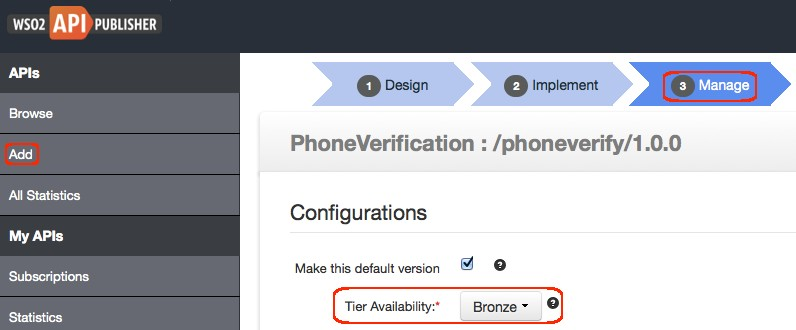 WSO2 API PUBLISHER
APIs
Browse
Add
All Statistics
My APIs
Subscriptions
Statistics
1 Design
2 Implement
3 Manage
PhoneVerification : /phoneverify/1.0.0
Configurations
Make this default version ?
Tier Availability:* Bronze ?